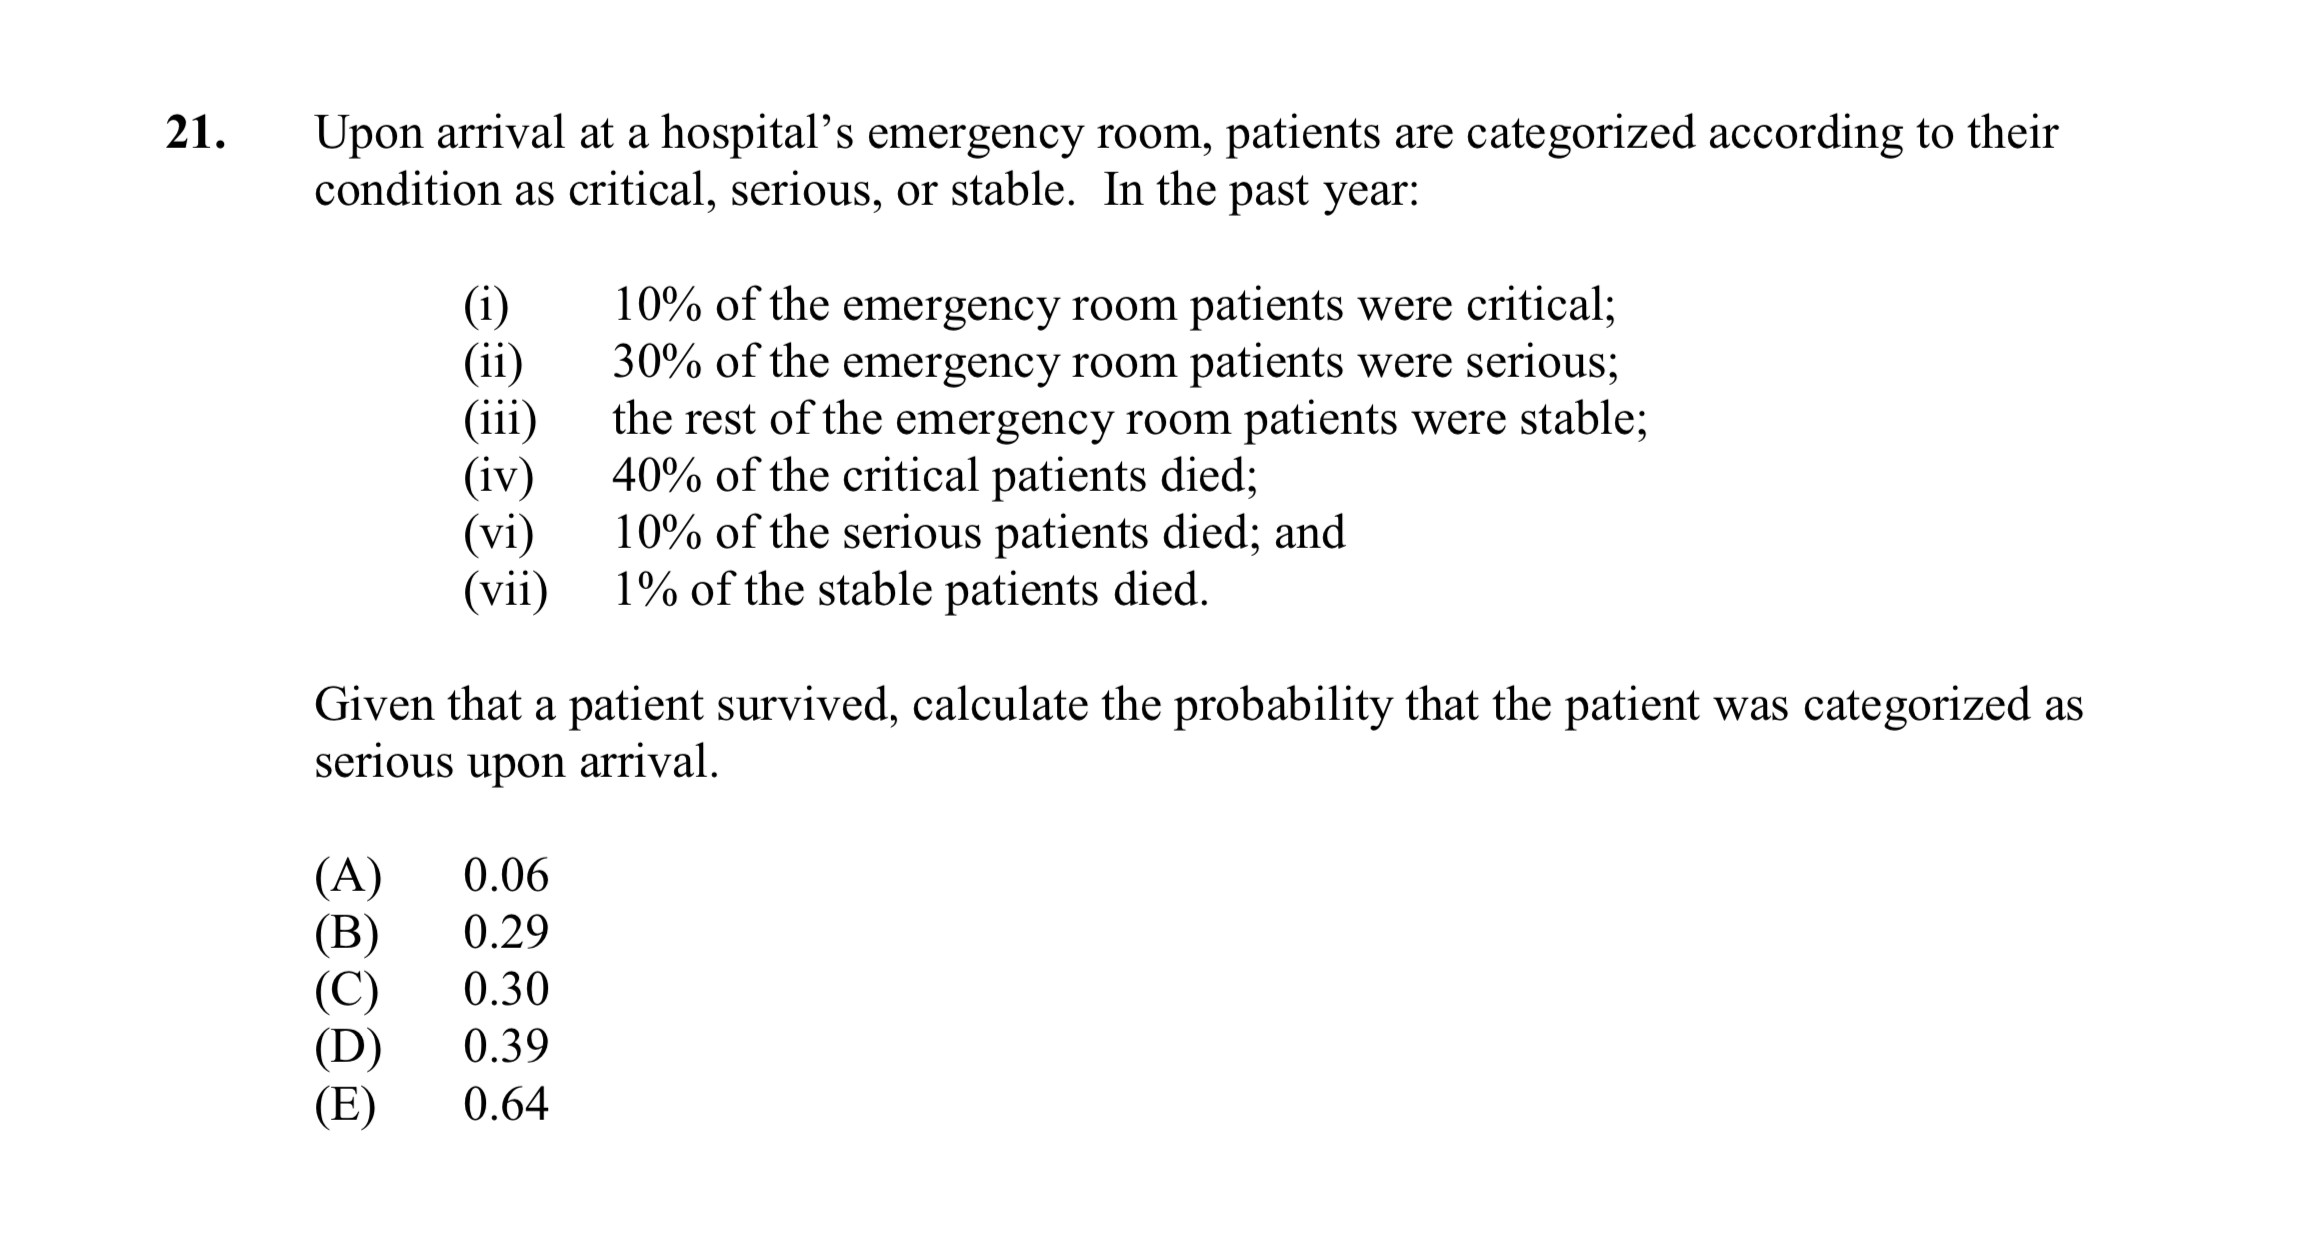 21. Upon arrival at a hospital’s emergency room, patients are categorized according to their
condition as critical, serious, or stable. In the past year:
(i) 10% of the emergency room patients were critical;
(ii) 30% of the emergency room patients were serious;
(iii) the rest of the emergency room patients were stable;
(iv) 40% of the critical patients died;
(vi) 10% of the serious patients died; and
(vii) 1% of the stable patients died.
Given that a patient survived, calculate the probability that the patient was categorized as
serious upon arrival.
(A) 0.06
(B) 0.29
(C) 0.30
(D) 0.39
(E) 0.64